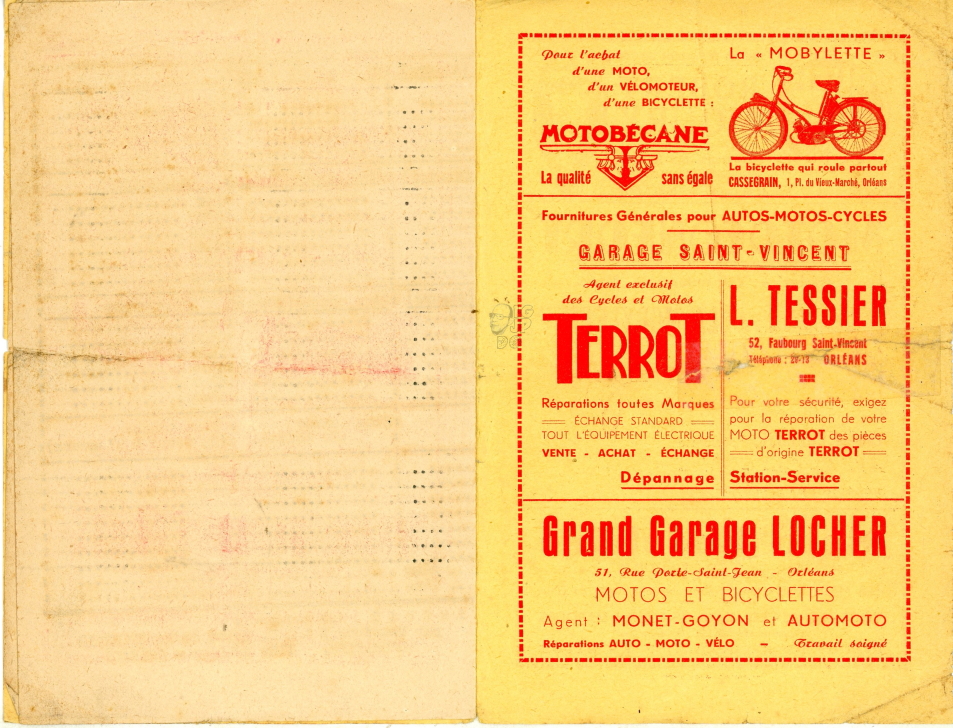 Pour l'achat
d'une MOTO,
d'un VÉLOMOTEUR,
d'une BICYCLETTE :
MOTOBÉCANE
La qualité sans égale
La « MOBYLETTE »
La bicyclette qui roule partout
CASSEGRAIN, 1, Pl. du Vieux-Marché, Orléans
Fournitures Générales pour AUTOS-MOTOS-CYCLES
GARAGE SAINT-VINCENT
Agent exclusif
des Cycles et Motos
TERROT
Réparations toutes Marques
ÉCHANGE STANDARD
TOUT L'ÉQUIPEMENT ÉLECTRIQUE
VENTE - ACHAT - ÉCHANGE
Dépannage
L. TESSIER
52, Faubourg Saint-Vincent
Téléphone : ORLÉANS
Pour votre sécurité, exigez
pour la réparation de votre
MOTO TERROT des pièces
d'origine TERROT
Station-Service
Grand Garage LOCHER
51, Rue Porte-Saint-Jean - Orléans
MOTOS ET BICYCLETTES
Agent : MONET-GOYON et AUTOMOTO
Réparations AUTO - MOTO - VÉLO - Travail soigné